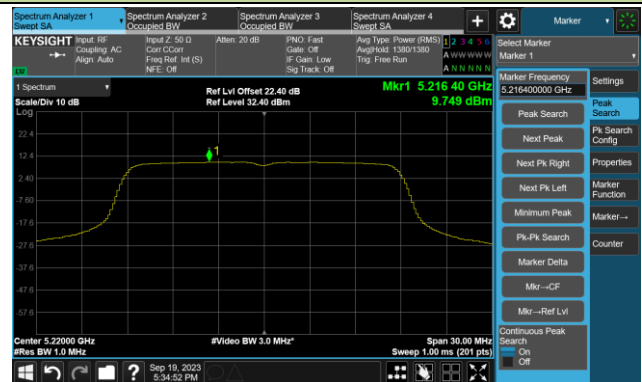 Spectrum Analyzer 1
Swept SA
Spectrum Analyzer 2
Occupied BW
Spectrum Analyzer 3
Occupied BW
Spectrum Analyzer 4
Swept SA
+
Marker
KEYSIGHT
Input: RF
Coupling: AC
Align: Auto
Input Z: 50 Ω
Corr CCorr
Freq Ref: Int (S)
NFE: Off
Atten: 20 dB
PNO: Fast
Gate: Off
IF Gain: Low
Sig Track: Off
Avg Type: Power (RMS)
Avg|Hold: 1380/1380
Trig: Free Run
1 2 3 4 5 6
A W W W W W
A N N N N N
Select Marker
Marker 1
1 Spectrum
Scale/Div 10 dB
Log
Ref Lvl Offset 22.40 dB
Ref Level 32.40 dBm
Mkr1 5.216 40 GHz
9.749 dBm
22.4
12.4
2.40
-7.60
-17.6
-27.6
-37.6
-47.6
-57.6
1
Center 5.22000 GHz
#Res BW 1.0 MHz
#Video BW 3.0 MHz*
Span 30.00 MHz
Sweep 1.00 ms (201 pts)
Marker Frequency
5.216400000 GHz
Peak Search
Next Peak
Next Pk Right
Next Pk Left
Minimum Peak
Pk-Pk Search
Marker Delta
Mkr→CF
Mkr→Ref Lvl
Continuous Peak
Search
On
Off
Settings
Peak
Search
Pk Search
Config
Properties
Marker
Function
Marker→
Counter
?
Sep 19, 2023
5:34:52 PM